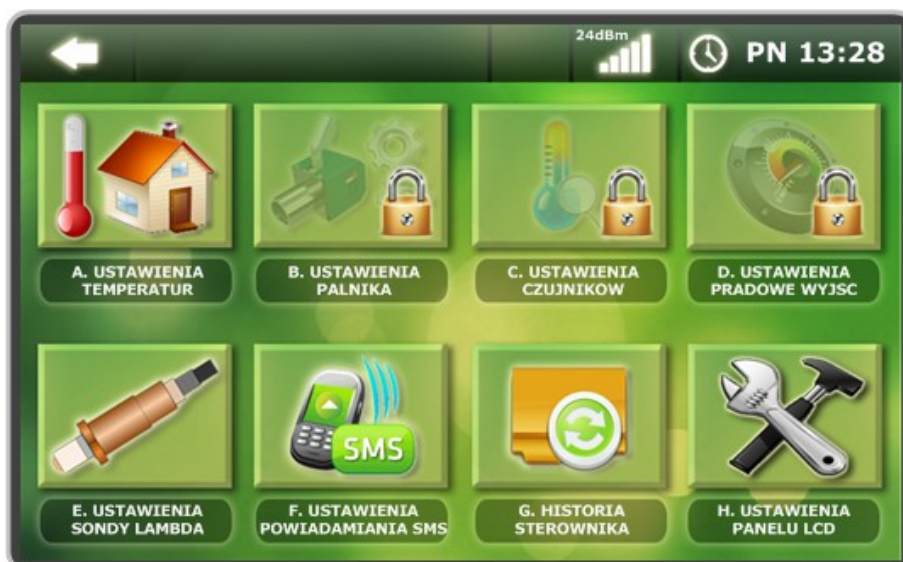 24dBm
PN 13:28
A. USTAWIENIA
TEMPERATUR
B. USTAWIENIA
PALNIKA
C. USTAWIENIA
CZUJNIKOW
D. USTAWIENIA
PRADOWE WYJSC
E. USTAWIENIA
SONDY LAMBDA
SMS
F. USTAWIENIA
POWIADAMIANIA SMS
G. HISTORIA
STEROWNIKA
H. USTAWIENIA
PANELU LCD